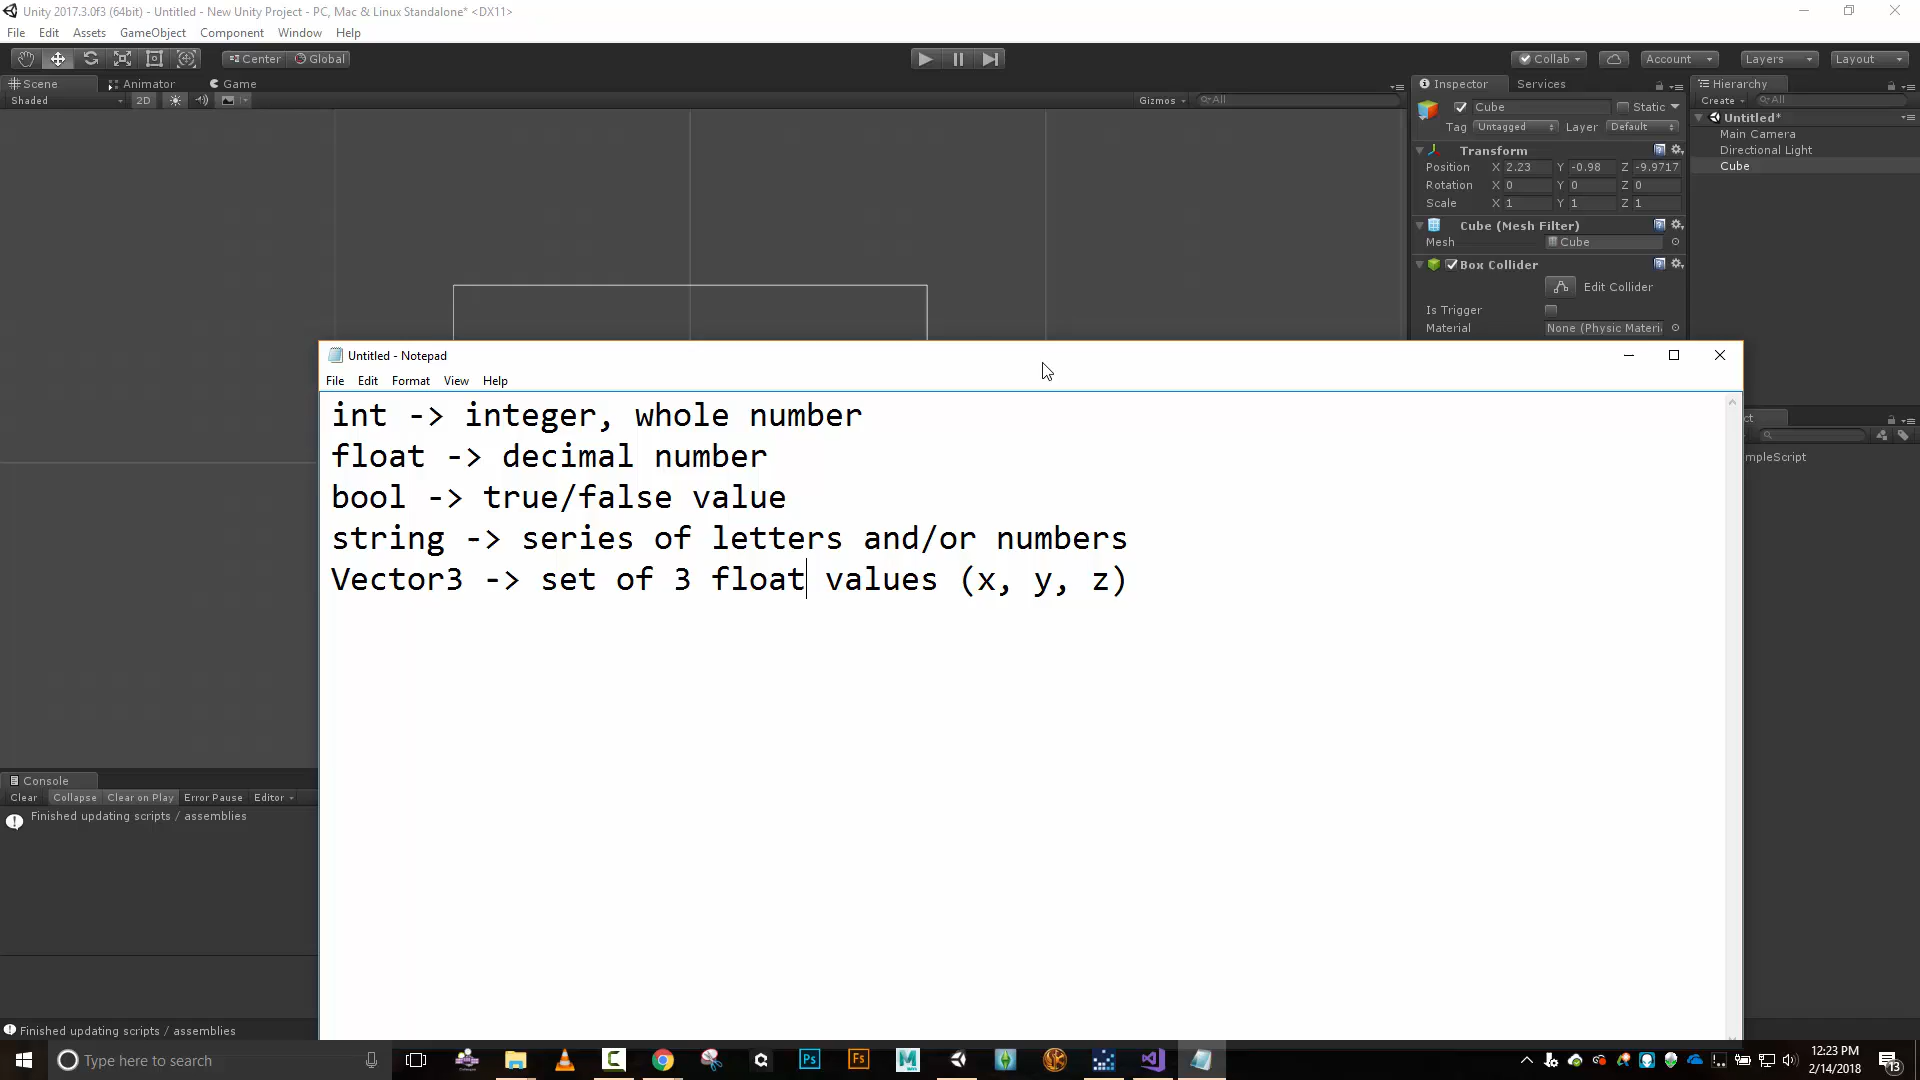 Unity 2017.3.0f3 (64bit) - Untitled - New Unity Project - PC, Mac & Linux Standalone* <DX11>
File Edit Assets GameObject Component Window Help
Center Global Collab Account Layers Layout
Scene Animator Game
Shaded 2D Gizmos All
Inspector Services
Cube Static
Tag Untagged Layer Default
Transform
Position X 2.23 Y -0.98 Z -9.9717
Rotation X 0 Y 0 Z 0
Scale X 1 Y 1 Z 1
Cube (Mesh Filter)
Mesh Cube
Box Collider
Edit Collider
Is Trigger
Material None (Physic Materi
Hierarchy
Create All
Untitled*
Main Camera
Directional Light
Cube
Untitled - Notepad
File Edit Format View Help
int -> integer, whole number
float -> decimal number
bool -> true/false value
string -> series of letters and/or numbers
Vector3 -> set of 3 float values (x, y, z)
ct
mpleScript
Console
Clear Collapse Clear on Play Error Pause Editor
Finished updating scripts / assemblies
Finished updating scripts / assemblies
Type here to search
Ps Fs M
12:23 PM
2/14/2018
13